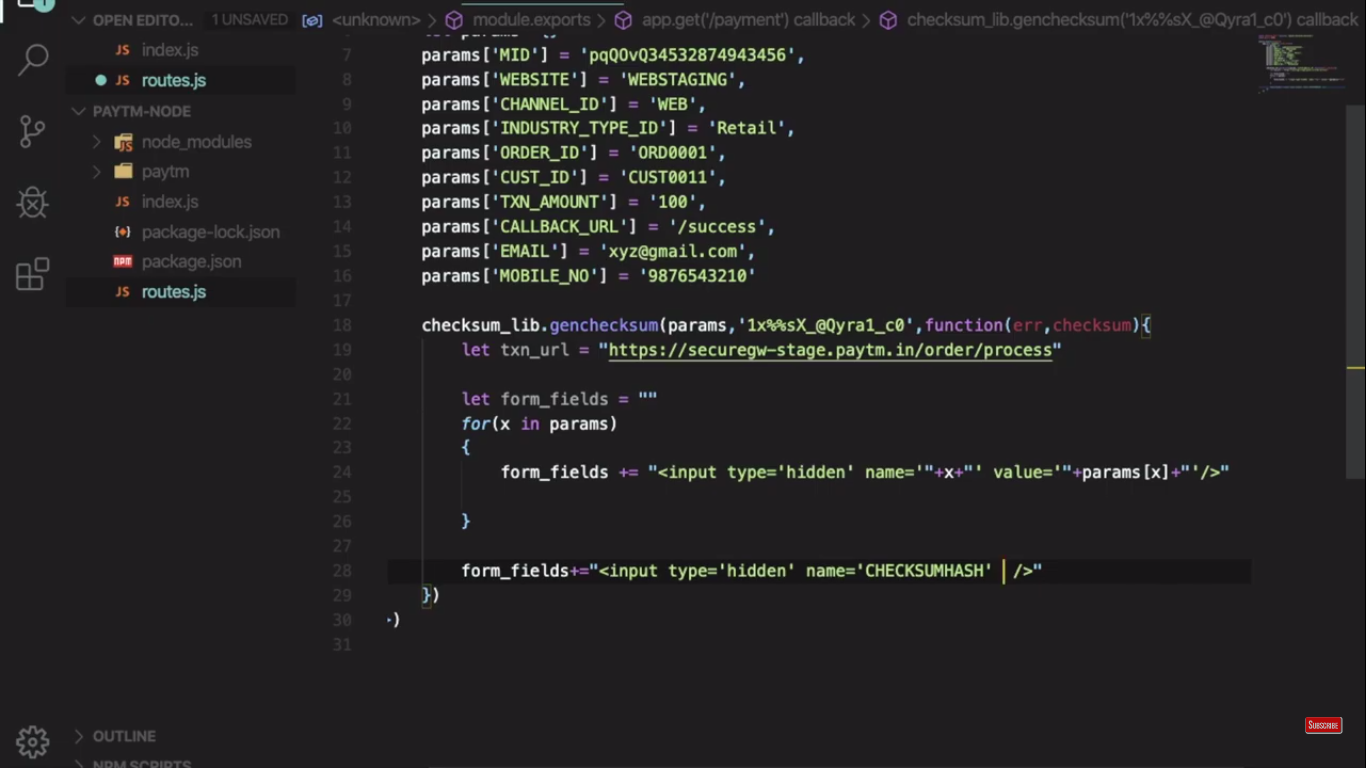 OPEN EDITO... 1 UNSAVED
<unknown> > module.exports > app.get('/payment') callback > checksum_lib.genchecksum('1x%%sX_@Qyra1_c0') callback
JS index.js
JS routes.js
PAYTM-NODE
node_modules
paytm
JS index.js
package-lock.json
npm package.json
JS routes.js
OUTLINE
NPM SCRIPTS
7 params['MID'] = 'pqQOvQ34532874943456',
8 params['WEBSITE'] = 'WEBSTAGING',
9 params['CHANNEL_ID'] = 'WEB',
10 params['INDUSTRY_TYPE_ID'] = 'Retail',
11 params['ORDER_ID'] = 'ORD0001',
12 params['CUST_ID'] = 'CUST0011',
13 params['TXN_AMOUNT'] = '100',
14 params['CALLBACK_URL'] = '/success',
15 params['EMAIL'] = 'xyz@gmail.com',
16 params['MOBILE_NO'] = '9876543210'
17
18 checksum_lib.genchecksum(params,'1x%%sX_@Qyra1_c0',function(err,checksum){
19 let txn_url = "https://securegw-stage.paytm.in/order/process"
20
21 let form_fields = ""
22 for(x in params)
23 {
24 form_fields += "<input type='hidden' name='"+x+"' value='"+params[x]+"'/>"
25
26 }
27
28 form_fields+="<input type='hidden' name='CHECKSUMHASH' />"
29 })
30 )
31
SUBSCRIBE